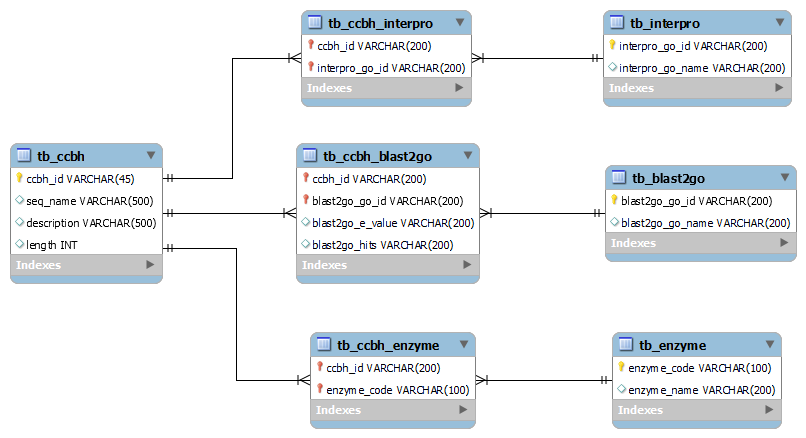 tb_ccbh_interpro
ccbh_id VARCHAR(200)
interpro_go_id VARCHAR(200)
Indexes
tb_interpro
interpro_go_id VARCHAR(200)
interpro_go_name VARCHAR(200)
Indexes
tb_ccbh
ccbh_id VARCHAR(45)
seq_name VARCHAR(500)
description VARCHAR(500)
length INT
Indexes
tb_ccbh_blast2go
ccbh_id VARCHAR(200)
blast2go_go_id VARCHAR(200)
blast2go_e_value VARCHAR(200)
blast2go_hits VARCHAR(200)
Indexes
tb_blast2go
blast2go_go_id VARCHAR(200)
blast2go_go_name VARCHAR(200)
Indexes
tb_ccbh_enzyme
ccbh_id VARCHAR(200)
enzyme_code VARCHAR(100)
Indexes
tb_enzyme
enzyme_code VARCHAR(100)
enzyme_name VARCHAR(200)
Indexes